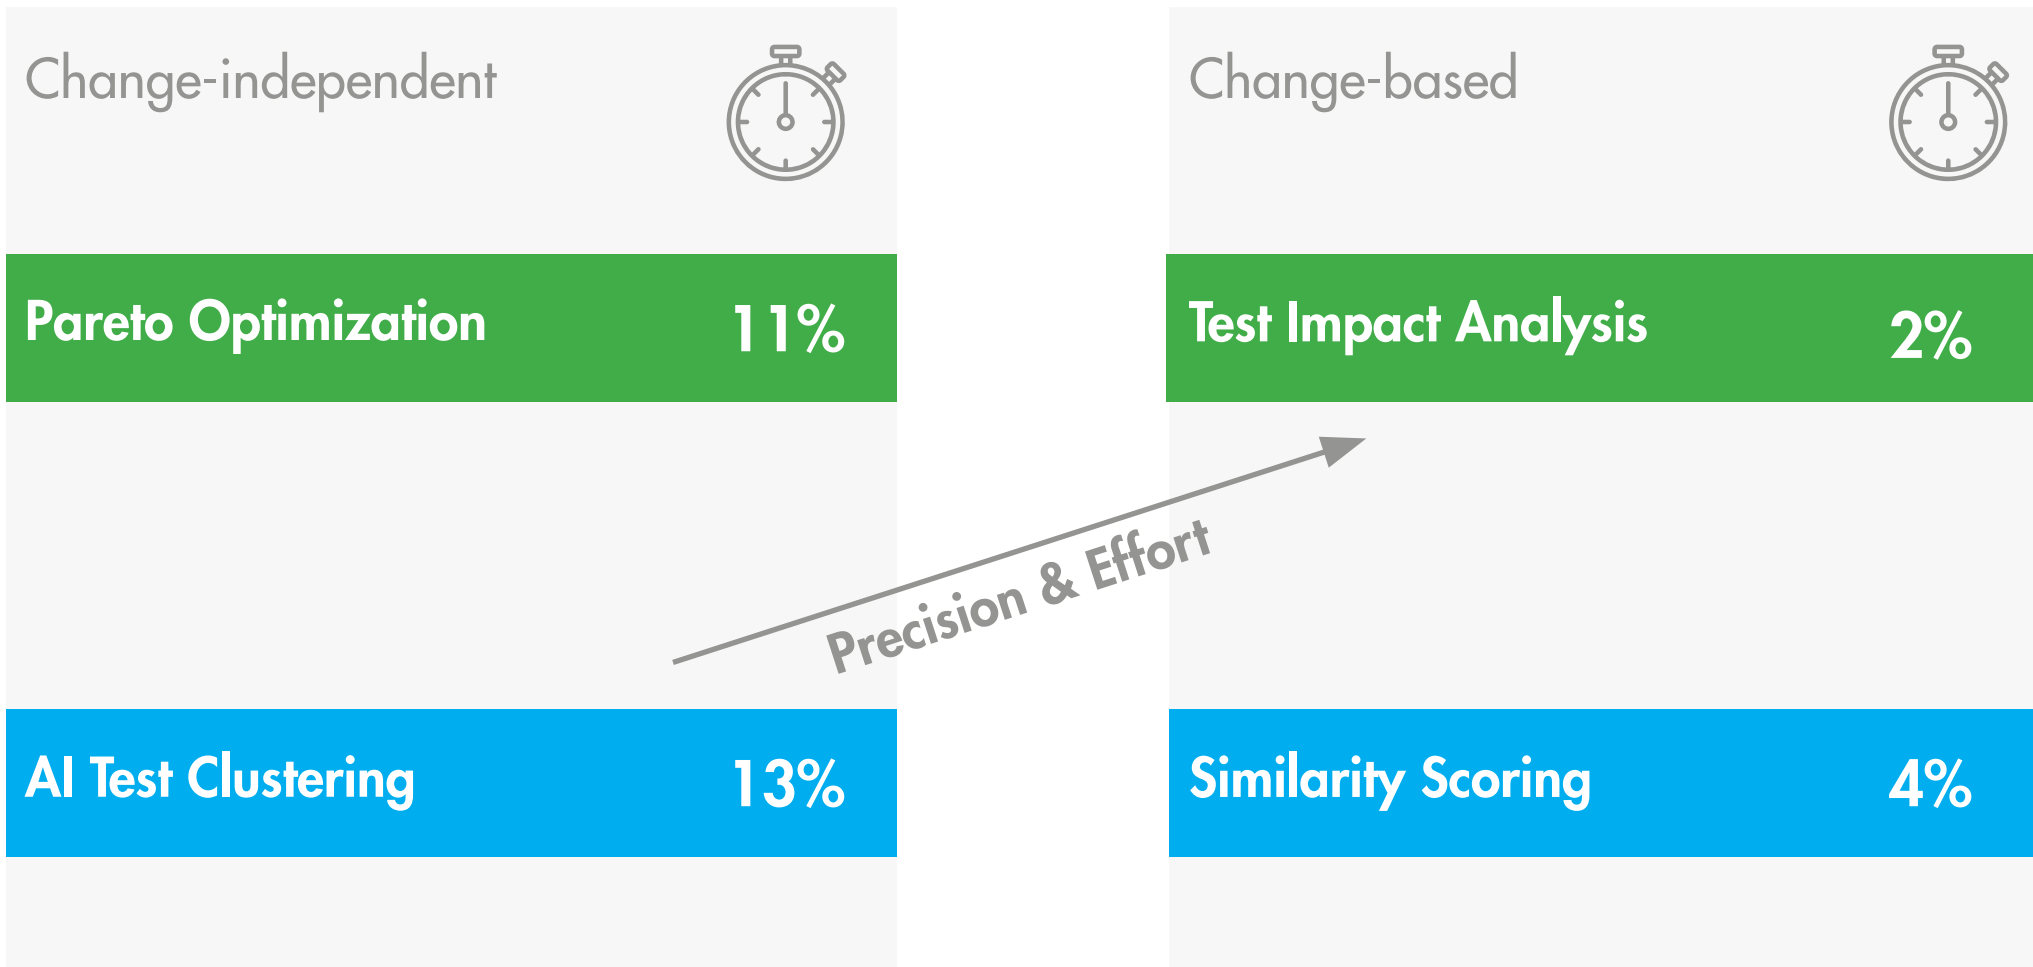 Change-independent
Pareto Optimization 11%
AI Test Clustering 13%
Precision & Effort
Change-based
Test Impact Analysis 2%
Similarity Scoring 4%